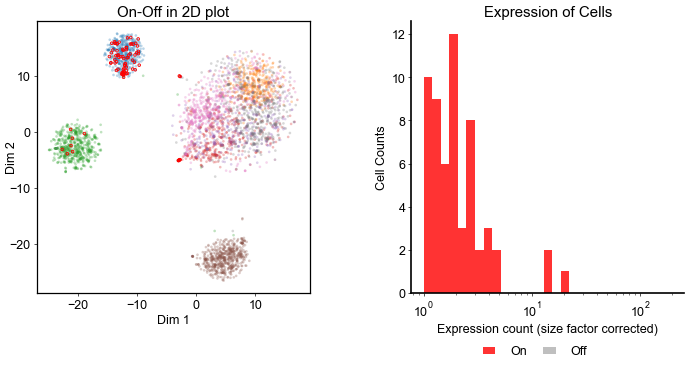 On-Off in 2D plot
Dim 2
10
0
−10
−20
−20 −10 0 10
Dim 1
Expression of Cells
Cell Counts
12
10
8
6
4
2
0
10^0 10^1 10^2
Expression count (size factor corrected)
On Off